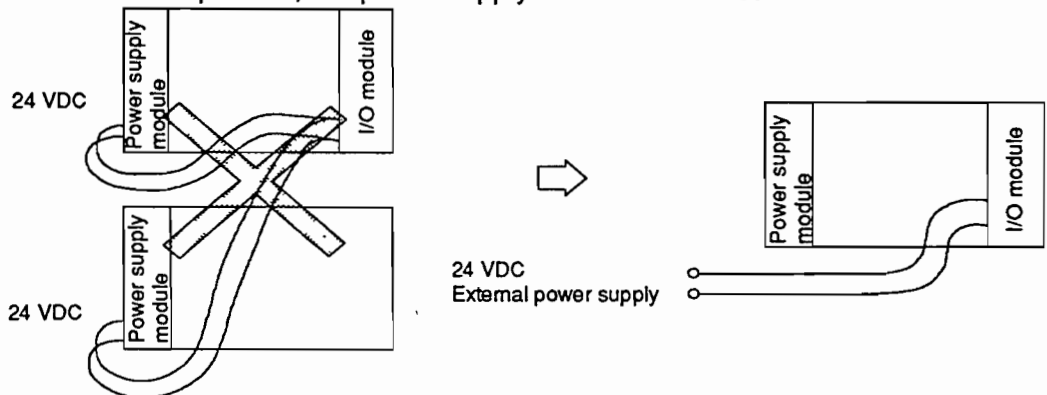 Power supply
module
I/O module
24 VDC
Power supply
module
24 VDC
Power supply
module
I/O module
24 VDC
External power supply